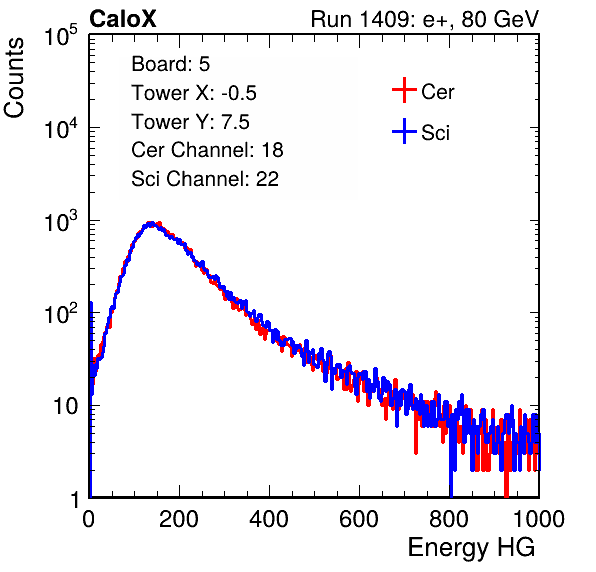 CaloX Run 1409: e+, 80 GeV
Counts
Board: 5
Tower X: -0.5
Tower Y: 7.5
Cer Channel: 18
Sci Channel: 22
Cer
Sci
10^5
10^4
10^3
10^2
10
1
0 200 400 600 800 1000
Energy HG